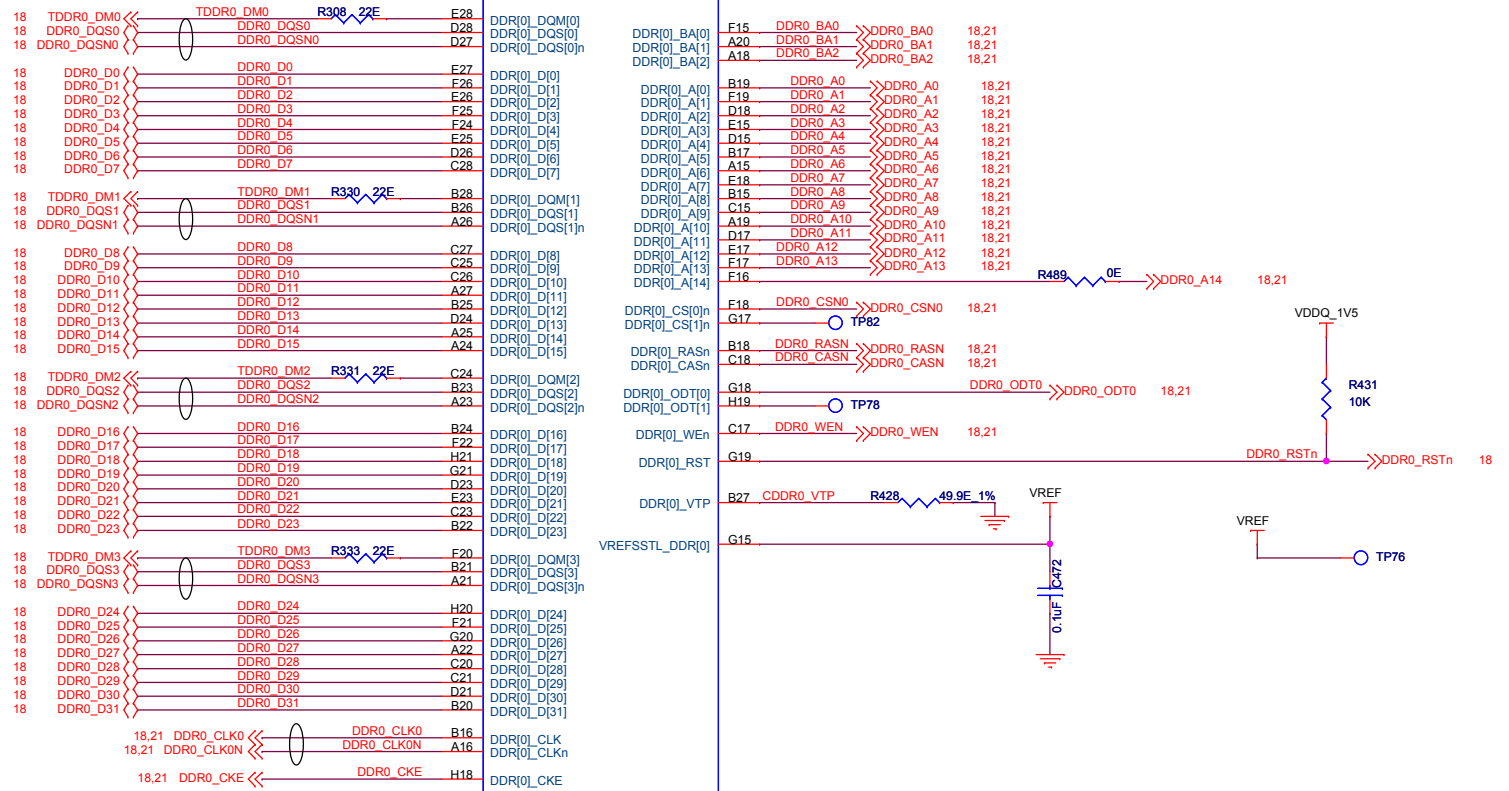 18 TDDR0_DM0 TDDR0_DM0 R308 22E E28 DDR[0]_DQM[0]
18 DDR0_DQS0 DDR0_DQS0 D28 DDR[0]_DQS[0]
18 DDR0_DQSN0 DDR0_DQSN0 D27 DDR[0]_DQS[0]n
18 DDR0_D0 DDR0_D0 E27 DDR[0]_D[0]
18 DDR0_D1 DDR0_D1 F26 DDR[0]_D[1]
18 DDR0_D2 DDR0_D2 E26 DDR[0]_D[2]
18 DDR0_D3 DDR0_D3 F25 DDR[0]_D[3]
18 DDR0_D4 DDR0_D4 F24 DDR[0]_D[4]
18 DDR0_D5 DDR0_D5 E25 DDR[0]_D[5]
18 DDR0_D6 DDR0_D6 D26 DDR[0]_D[6]
18 DDR0_D7 DDR0_D7 C28 DDR[0]_D[7]
18 TDDR0_DM1 TDDR0_DM1 R330 22E B28 DDR[0]_DQM[1]
18 DDR0_DQS1 DDR0_DQS1 B26 DDR[0]_DQS[1]
18 DDR0_DQSN1 DDR0_DQSN1 A26 DDR[0]_DQS[1]n
18 DDR0_D8 DDR0_D8 C27 DDR[0]_D[8]
18 DDR0_D9 DDR0_D9 C25 DDR[0]_D[9]
18 DDR0_D10 DDR0_D10 C26 DDR[0]_D[10]
18 DDR0_D11 DDR0_D11 A27 DDR[0]_D[11]
18 DDR0_D12 DDR0_D12 B25 DDR[0]_D[12]
18 DDR0_D13 DDR0_D13 D24 DDR[0]_D[13]
18 DDR0_D14 DDR0_D14 A25 DDR[0]_D[14]
18 DDR0_D15 DDR0_D15 A24 DDR[0]_D[15]
18 TDDR0_DM2 TDDR0_DM2 R331 22E C24 DDR[0]_DQM[2]
18 DDR0_DQS2 DDR0_DQS2 B23 DDR[0]_DQS[2]
18 DDR0_DQSN2 DDR0_DQSN2 A23 DDR[0]_DQS[2]n
18 DDR0_D16 DDR0_D16 B24 DDR[0]_D[16]
18 DDR0_D17 DDR0_D17 F22 DDR[0]_D[17]
18 DDR0_D18 DDR0_D18 H21 DDR[0]_D[18]
18 DDR0_D19 DDR0_D19 G21 DDR[0]_D[19]
18 DDR0_D20 DDR0_D20 D23 DDR[0]_D[20]
18 DDR0_D21 DDR0_D21 E23 DDR[0]_D[21]
18 DDR0_D22 DDR0_D22 C23 DDR[0]_D[22]
18 DDR0_D23 DDR0_D23 B22 DDR[0]_D[23]
18 TDDR0_DM3 TDDR0_DM3 R333 22E F20 DDR[0]_DQM[3]
18 DDR0_DQS3 DDR0_DQS3 B21 DDR[0]_DQS[3]
18 DDR0_DQSN3 DDR0_DQSN3 A21 DDR[0]_DQS[3]n
18 DDR0_D24 DDR0_D24 H20 DDR[0]_D[24]
18 DDR0_D25 DDR0_D25 F21 DDR[0]_D[25]
18 DDR0_D26 DDR0_D26 G20 DDR[0]_D[26]
18 DDR0_D27 DDR0_D27 A22 DDR[0]_D[27]
18 DDR0_D28 DDR0_D28 C20 DDR[0]_D[28]
18 DDR0_D29 DDR0_D29 C21 DDR[0]_D[29]
18 DDR0_D30 DDR0_D30 D21 DDR[0]_D[30]
18 DDR0_D31 DDR0_D31 B20 DDR[0]_D[31]
18,21 DDR0_CLK0 DDR0_CLK0 B16 DDR[0]_CLK
18,21 DDR0_CLK0N DDR0_CLK0N A16 DDR[0]_CLKn
18,21 DDR0_CKE DDR0_CKE H18 DDR[0]_CKE
DDR[0]_BA[0] F15 DDR0_BA0 DDR0_BA0 18,21
DDR[0]_BA[1] A20 DDR0_BA1 DDR0_BA1 18,21
DDR[0]_BA[2] A18 DDR0_BA2 DDR0_BA2 18,21
DDR[0]_A[0] B19 DDR0_A0 DDR0_A0 18,21
DDR[0]_A[1] F19 DDR0_A1 DDR0_A1 18,21
DDR[0]_A[2] D18 DDR0_A2 DDR0_A2 18,21
DDR[0]_A[3] E15 DDR0_A3 DDR0_A3 18,21
DDR[0]_A[4] D15 DDR0_A4 DDR0_A4 18,21
DDR[0]_A[5] B17 DDR0_A5 DDR0_A5 18,21
DDR[0]_A[6] A15 DDR0_A6 DDR0_A6 18,21
DDR[0]_A[7] E18 DDR0_A7 DDR0_A7 18,21
DDR[0]_A[8] B15 DDR0_A8 DDR0_A8 18,21
DDR[0]_A[9] C15 DDR0_A9 DDR0_A9 18,21
DDR[0]_A[10] A19 DDR0_A10 DDR0_A10 18,21
DDR[0]_A[11] D17 DDR0_A11 DDR0_A11 18,21
DDR[0]_A[12] E17 DDR0_A12 DDR0_A12 18,21
DDR[0]_A[13] F17 DDR0_A13 DDR0_A13 18,21
DDR[0]_A[14] F16 R489 0E DDR0_A14 18,21
DDR[0]_CS[0]n F18 DDR0_CSN0 DDR0_CSN0 18,21
DDR[0]_CS[1]n G17 TP82
DDR[0]_RASn B18 DDR0_RASN DDR0_RASN 18,21
DDR[0]_CASn C18 DDR0_CASN DDR0_CASN 18,21
DDR[0]_ODT[0] G18 DDR0_ODT0 DDR0_ODT0 18,21
DDR[0]_ODT[1] H19 TP78
DDR[0]_WEn C17 DDR0_WEN DDR0_WEN 18,21
VDDQ_1V5
R431
10K
DDR[0]_RST G19 DDR0_RSTn DDR0_RSTn 18
DDR[0]_VTP B27 CDDR0_VTP R428 49.9E_1%
VREF
VREFSSTL_DDR[0] G15
C472
0.1uF
VREF
TP76